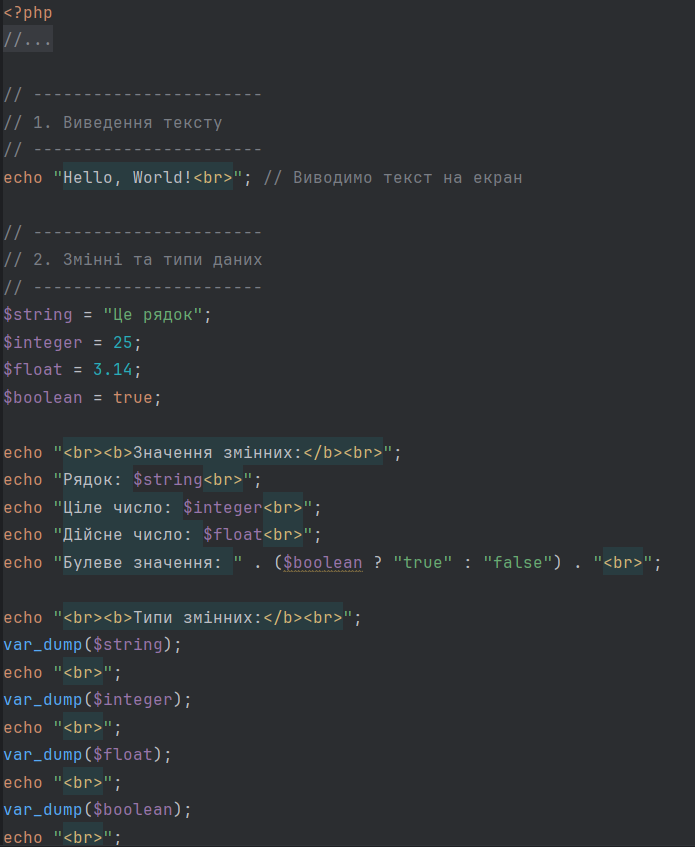 <?php
//...
// -----------------------
// 1. Виведення тексту
// -----------------------
echo "Hello, World!<br>"; // Виводимо текст на екран
// -----------------------
// 2. Змінні та типи даних
// -----------------------
$string = "Це рядок";
$integer = 25;
$float = 3.14;
$boolean = true;
echo "<br><b>Значення змінних:</b><br>";
echo "Рядок: $string<br>";
echo "Ціле число: $integer<br>";
echo "Дійсне число: $float<br>";
echo "Булеве значення: " . ($boolean ? "true" : "false") . "<br>";
echo "<br><b>Типи змінних:</b><br>";
var_dump($string);
echo "<br>";
var_dump($integer);
echo "<br>";
var_dump($float);
echo "<br>";
var_dump($boolean);
echo "<br>";